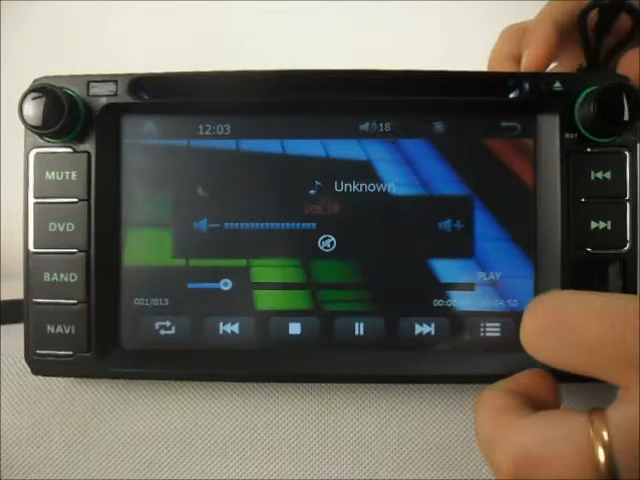 12:03 18
MUTE
DVD
BAND
NAVI
Unknown
PLAY
001/013